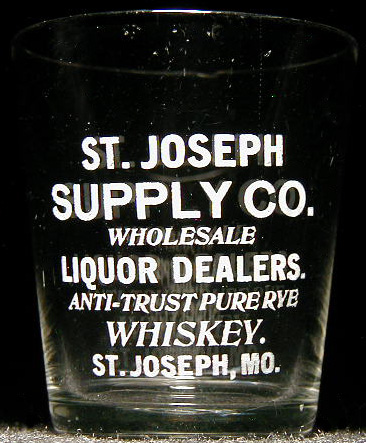 ST. JOSEPH
SUPPLY CO.
WHOLESALE
LIQUOR DEALERS.
ANTI-TRUST PURE RYE
WHISKEY.
ST. JOSEPH, MO.